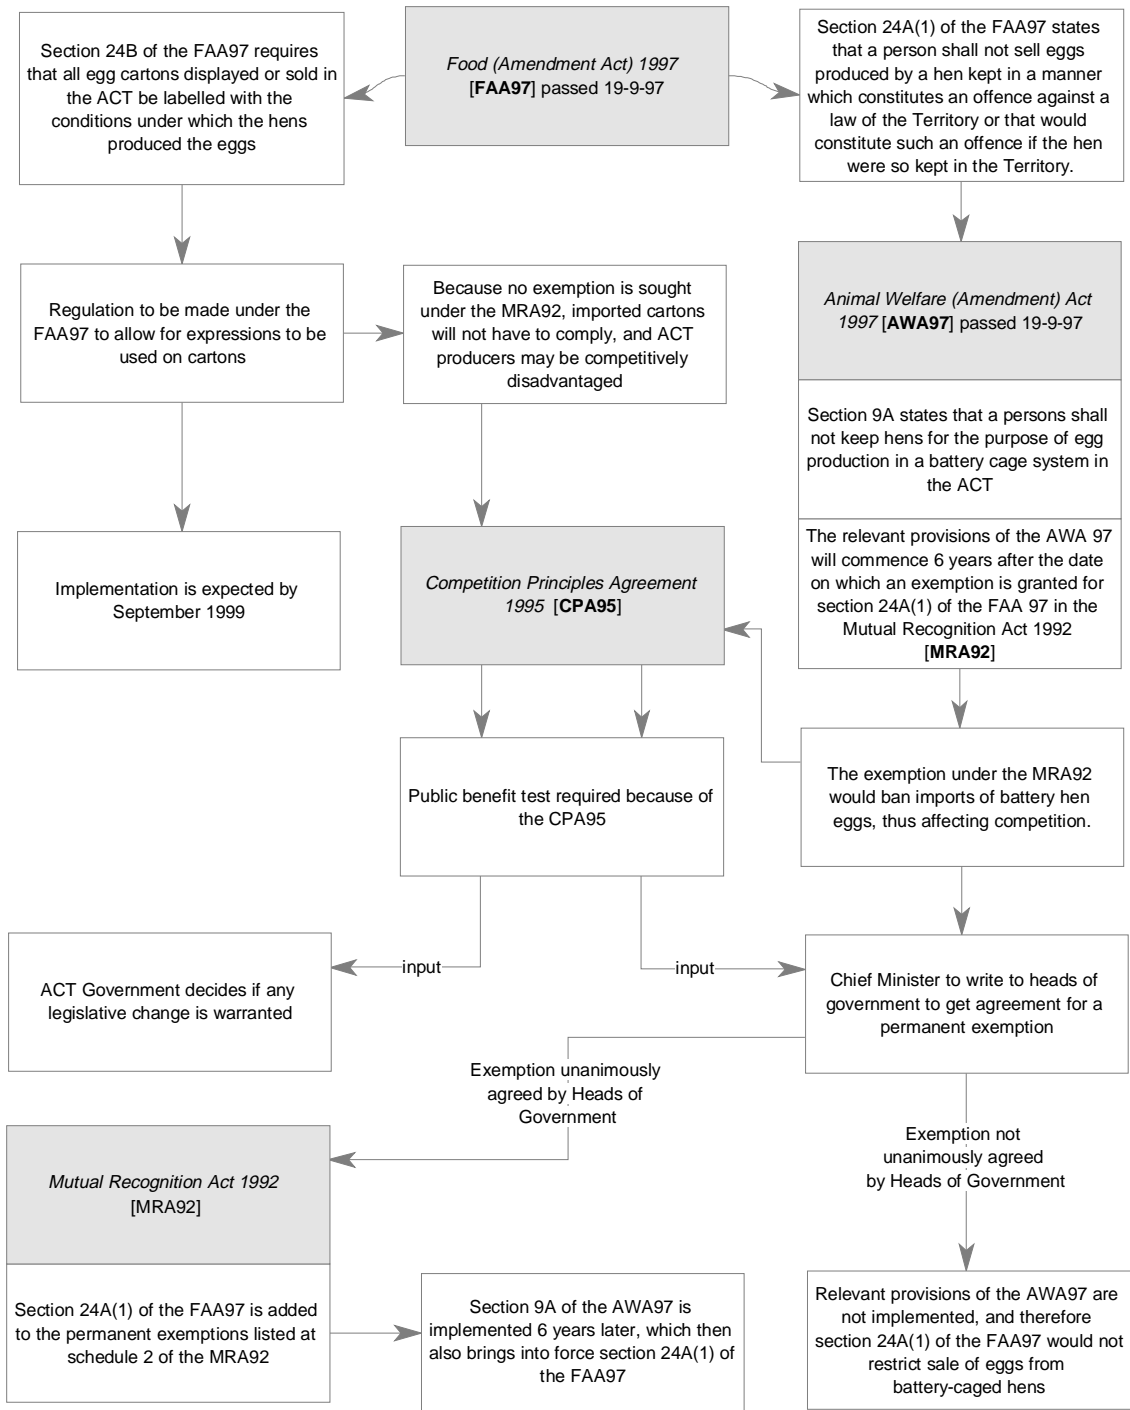 Section 24B of the FAA97 requires
that all egg cartons displayed or sold in
the ACT be labelled with the
conditions under which the hens
produced the eggs
Food (Amendment Act) 1997
[FAA97] passed 19-9-97
Section 24A(1) of the FAA97 states
that a person shall not sell eggs
produced by a hen kept in a manner
which constitutes an offence against a
law of the Territory or that would
constitute such an offence if the hen
were so kept in the Territory.
Regulation to be made under the
FAA97 to allow for expressions to be
used on cartons
Because no exemption is sought
under the MRA92, imported cartons
will not have to comply, and ACT
producers may be competitively
disadvantaged
Animal Welfare (Amendment) Act
1997 [AWA97] passed 19-9-97
Section 9A states that a persons shall
not keep hens for the purpose of egg
production in a battery cage system in
the ACT
The relevant provisions of the AWA 97
will commence 6 years after the date
on which an exemption is granted for
section 24A(1) of the FAA 97 in the
Mutual Recognition Act 1992
[MRA92]
Implementation is expected by
September 1999
Competition Principles Agreement
1995 [CPA95]
Public benefit test required because of
the CPA95
The exemption under the MRA92
would ban imports of battery hen
eggs, thus affecting competition.
ACT Government decides if any
legislative change is warranted
input
input
Chief Minister to write to heads of
government to get agreement for a
permanent exemption
Exemption unanimously
agreed by Heads of
Government
Exemption not
unanimously agreed
by Heads of Government
Mutual Recognition Act 1992
[MRA92]
Section 24A(1) of the FAA97 is added
to the permanent exemptions listed at
schedule 2 of the MRA92
Section 9A of the AWA97 is
implemented 6 years later, which then
also brings into force section 24A(1) of
the FAA97
Relevant provisions of the AWA97 are
not implemented, and therefore
section 24A(1) of the FAA97 would not
restrict sale of eggs from
battery-caged hens